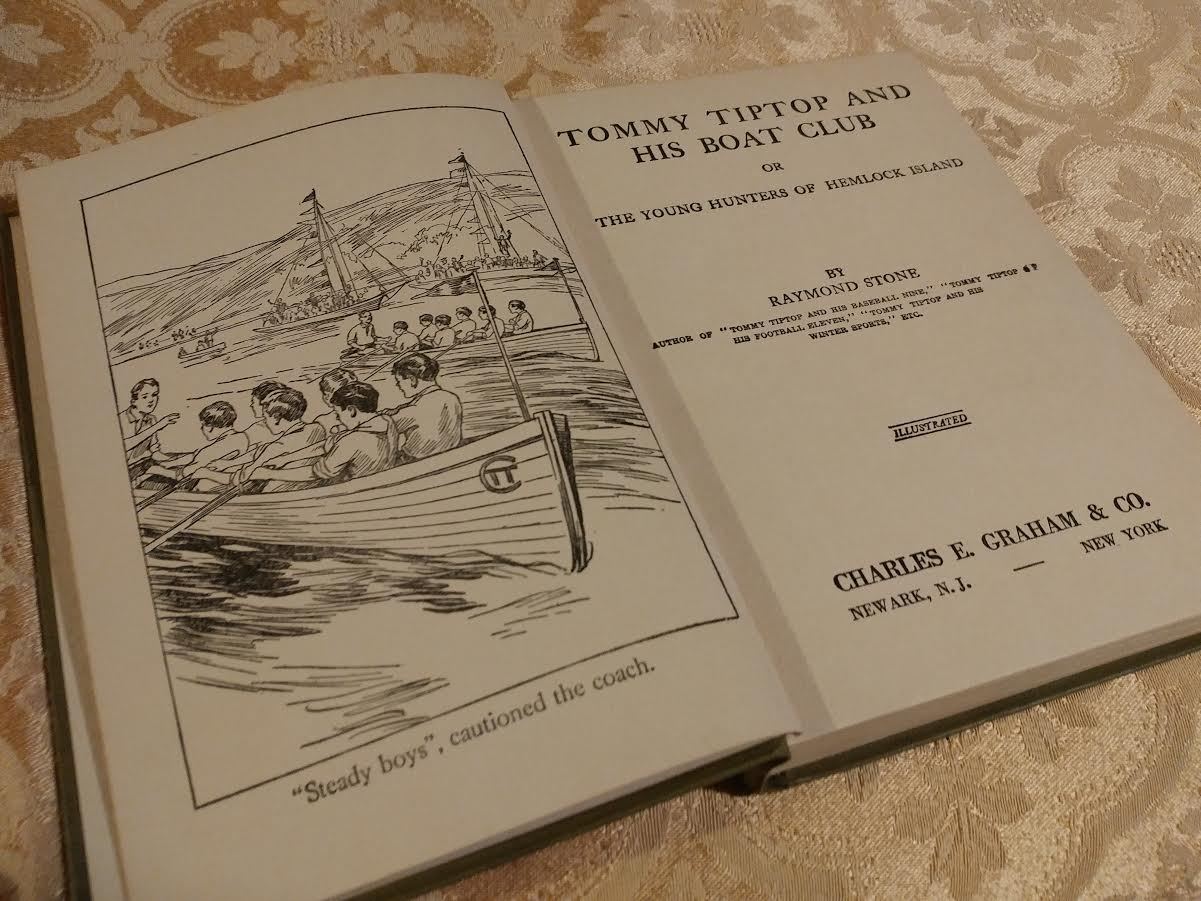 "Steady boys", cautioned the coach.
TOMMY TIPTOP AND
HIS BOAT CLUB
OR
THE YOUNG HUNTERS OF HEMLOCK ISLAND
BY
RAYMOND STONE
AUTHOR OF "TOMMY TIPTOP AND HIS BASEBALL NINE," "TOMMY TIPTOP
HIS FOOTBALL ELEVEN," "TOMMY TIPTOP AND HIS
WINTER SPORTS," ETC.
ILLUSTRATED
CHARLES E. GRAHAM & CO.
NEWARK, N. J. — NEW YORK